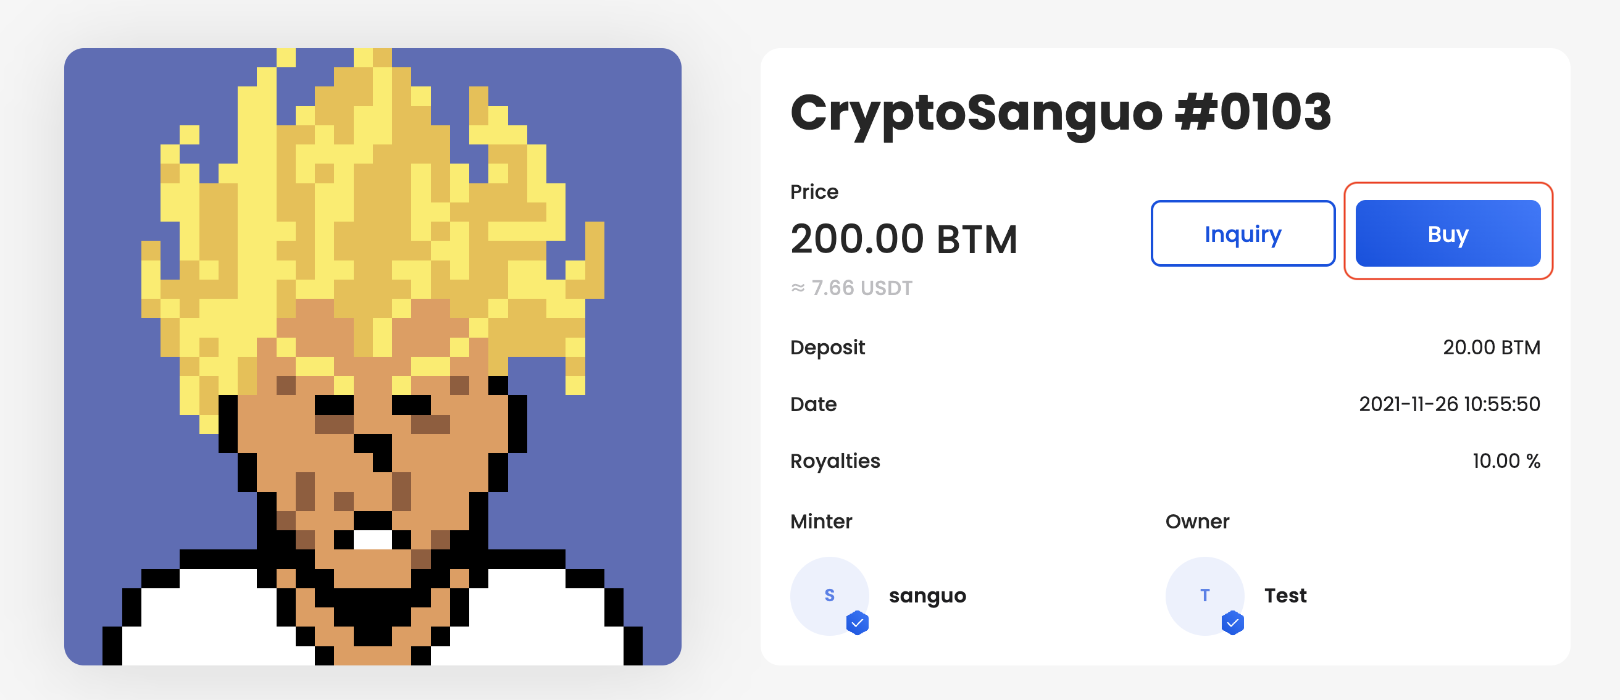 CryptoSanguo #0103
Price
200.00 BTM
≈ 7.66 USDT
Inquiry
Buy
Deposit 20.00 BTM
Date 2021-11-26 10:55:50
Royalties 10.00 %
Minter Owner
S sanguo T Test